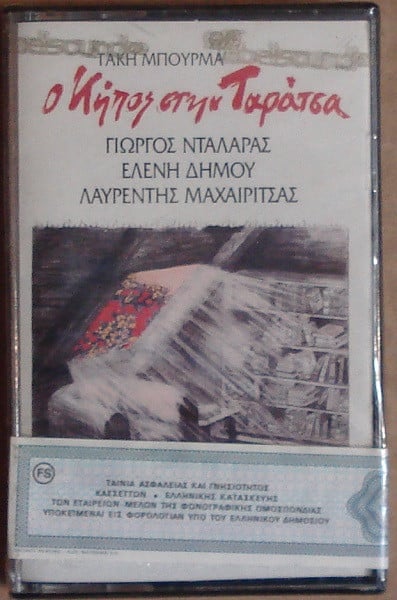 ΤΑΚΗ ΜΠΟΥΡΜΑ
Ο Κήπος στην Ταράτσα
ΓΙΩΡΓΟΣ ΝΤΑΛΑΡΑΣ
ΕΛΕΝΗ ΔΗΜΟΥ
ΛΑΥΡΕΝΤΗΣ ΜΑΧΑΙΡΙΤΣΑΣ
FS
ΤΑΙΝΙΑ ΑΣΦΑΛΕΙΑΣ ΚΑΙ ΓΝΗΣΙΟΤΗΤΟΣ
ΚΑΣΣΕΤΤΩΝ • ΕΛΛΗΝΙΚΗΣ ΚΑΤΑΣΚΕΥΗΣ
ΤΩΝ ΕΤΑΙΡΕΙΩΝ ΜΕΛΩΝ ΤΗΣ ΦΩΝΟΓΡΑΦΙΚΗΣ ΟΜΟΣΠΟΝΔΙΑΣ
ΥΠΟΚΕΙΜΕΝΑΙ ΕΙΣ ΦΟΡΟΛΟΓΙΑΝ ΥΠΟ ΤΟΥ ΕΛΛΗΝΙΚΟΥ ΔΗΜΟΣΙΟΥ